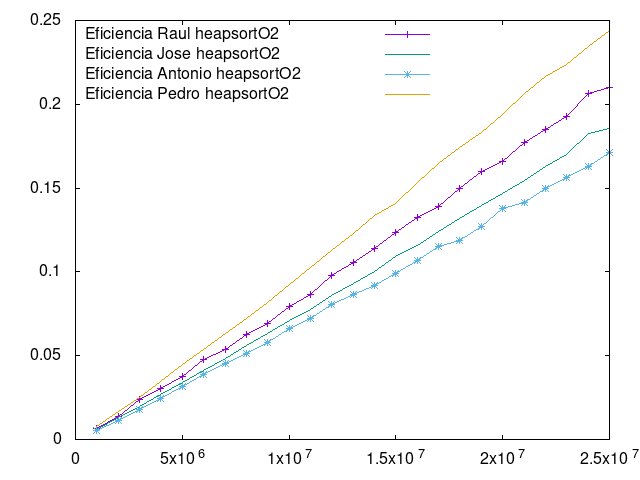 0.25
Eficiencia Raul heapsortO2
Eficiencia Jose heapsortO2
Eficiencia Antonio heapsortO2
Eficiencia Pedro heapsortO2
0.2
0.15
0.1
0.05
0
0 5x10^6 1x10^7 1.5x10^7 2x10^7 2.5x10^7